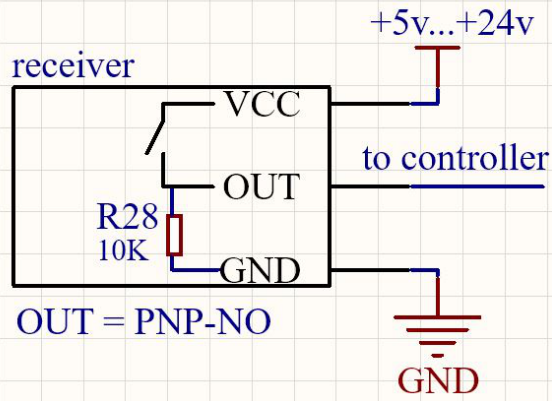 +5v...+24v
receiver
VCC
to controller
OUT
R28
10K
GND
OUT = PNP-NO
GND